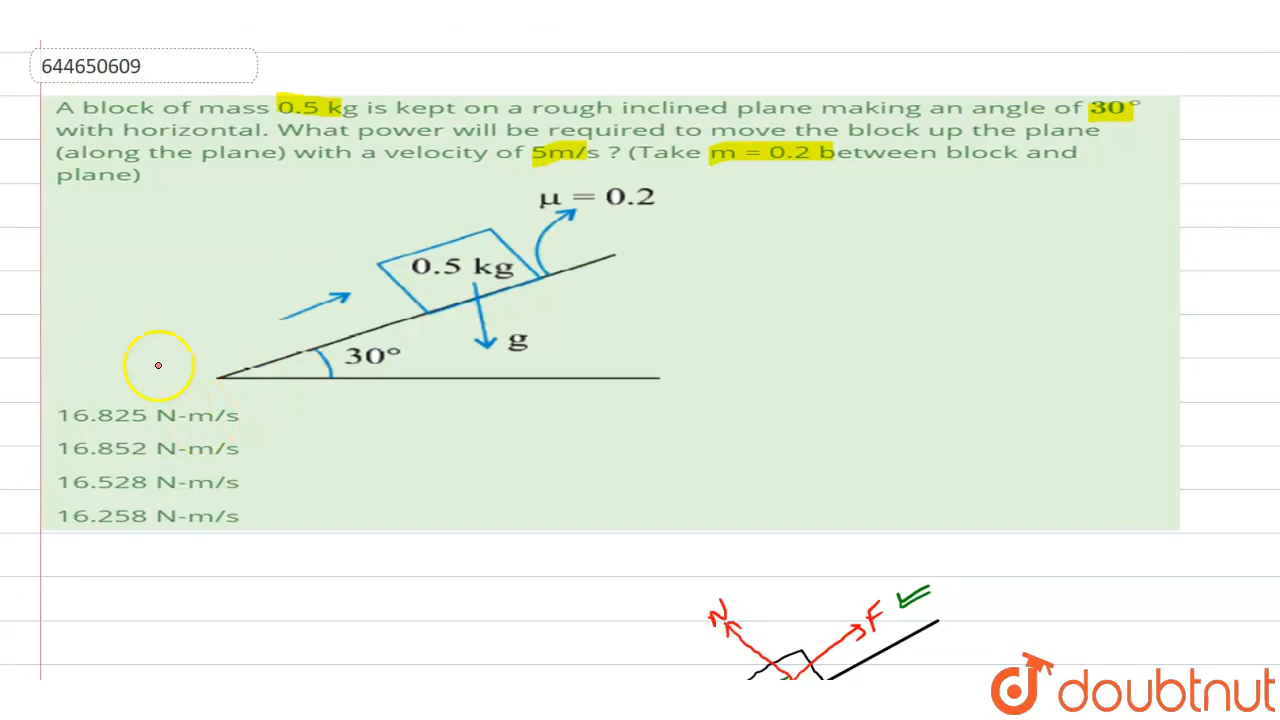 644650609
A block of mass 0.5 kg is kept on a rough inclined plane making an angle of 30°
with horizontal. What power will be required to move the block up the plane
(along the plane) with a velocity of 5m/s ? (Take m = 0.2 between block and
plane)
μ = 0.2
0.5 kg
g
30°
16.825 N-m/s
16.852 N-m/s
16.528 N-m/s
16.258 N-m/s
N
F
doubtnut